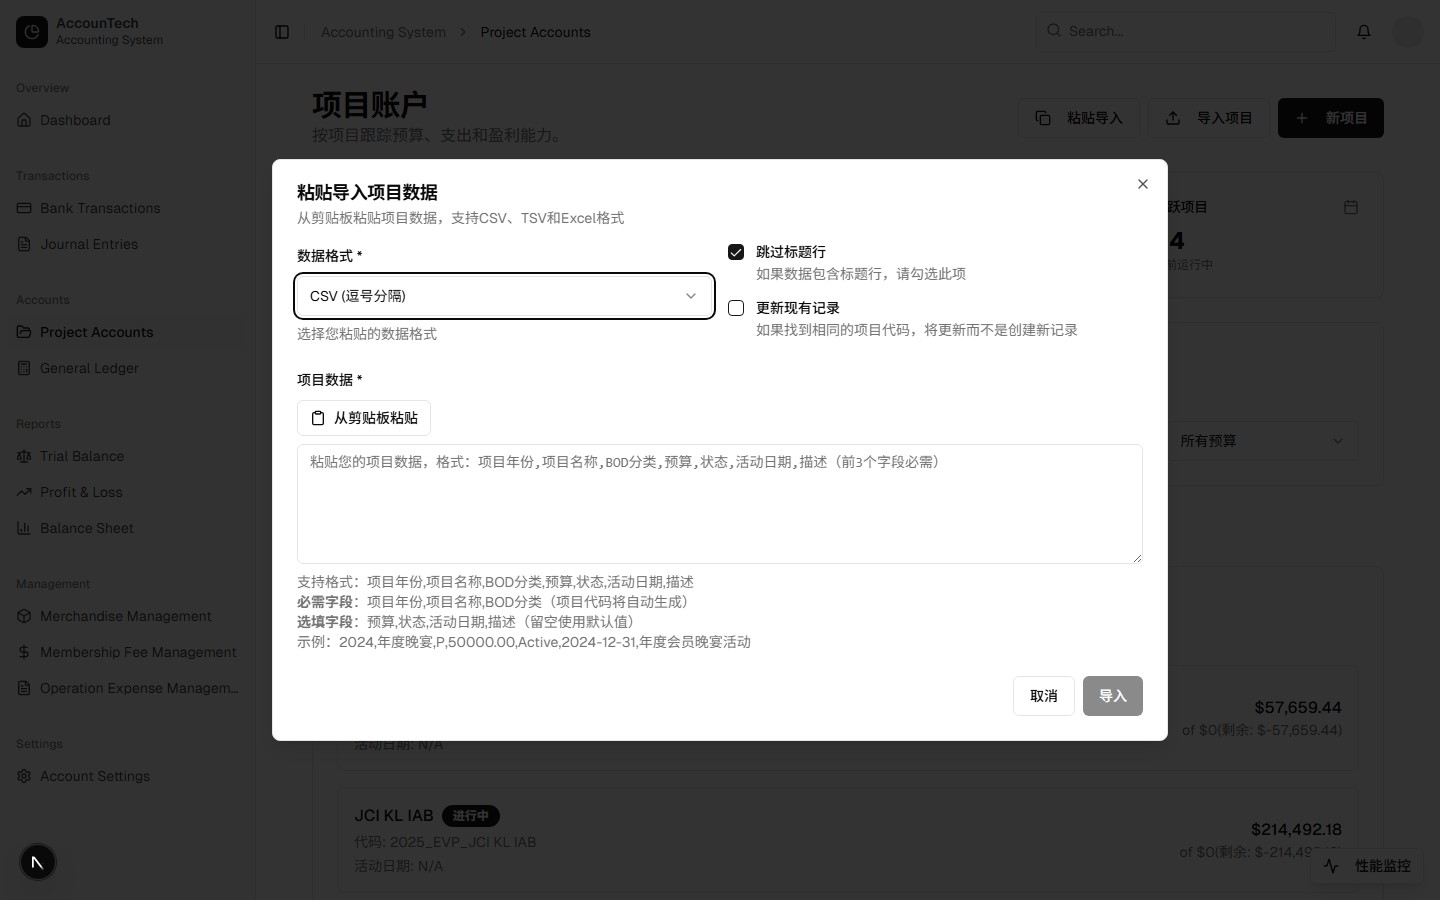 AccounTech
Accounting System
Overview
Dashboard
Transactions
Bank Transactions
Journal Entries
Accounts
Project Accounts
General Ledger
Reports
Trial Balance
Profit & Loss
Balance Sheet
Management
Merchandise Management
Membership Fee Management
Operation Expense Managem...
Settings
Account Settings
Accounting System > Project Accounts
Search...
项目账户
按项目跟踪预算、支出和盈利能力。
粘贴导入
导入项目
新项目
跃项目
4
前运行中
所有预算
粘贴导入项目数据
从剪贴板粘贴项目数据，支持CSV、TSV和Excel格式
数据格式 *
CSV (逗号分隔)
选择您粘贴的数据格式
跳过标题行
如果数据包含标题行，请勾选此项
更新现有记录
如果找到相同的项目代码，将更新而不是创建新记录
项目数据 *
从剪贴板粘贴
粘贴您的项目数据，格式：项目年份,项目名称,BOD分类,预算,状态,活动日期,描述（前3个字段必需）
支持格式：项目年份,项目名称,BOD分类,预算,状态,活动日期,描述
必需字段：项目年份,项目名称,BOD分类（项目代码将自动生成）
选填字段：预算,状态,活动日期,描述（留空使用默认值）
示例：2024,年度晚宴,P,50000.00,Active,2024-12-31,年度会员晚宴活动
取消
导入
$57,659.44
of $0(剩余: $-57,659.44)
活动日期: N/A
JCI KL IAB 进行中
代码: 2025_EVP_JCI KL IAB
活动日期: N/A
$214,492.18
of $0(剩余:
性能监控